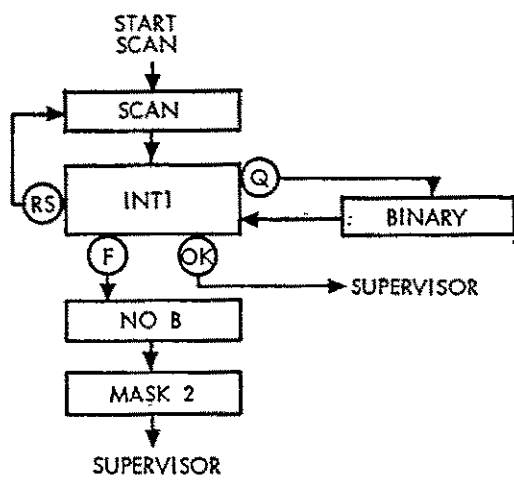 START
SCAN
SCAN
Q
RS
INT1
BINARY
F
OK
SUPERVISOR
NO B
MASK 2
SUPERVISOR